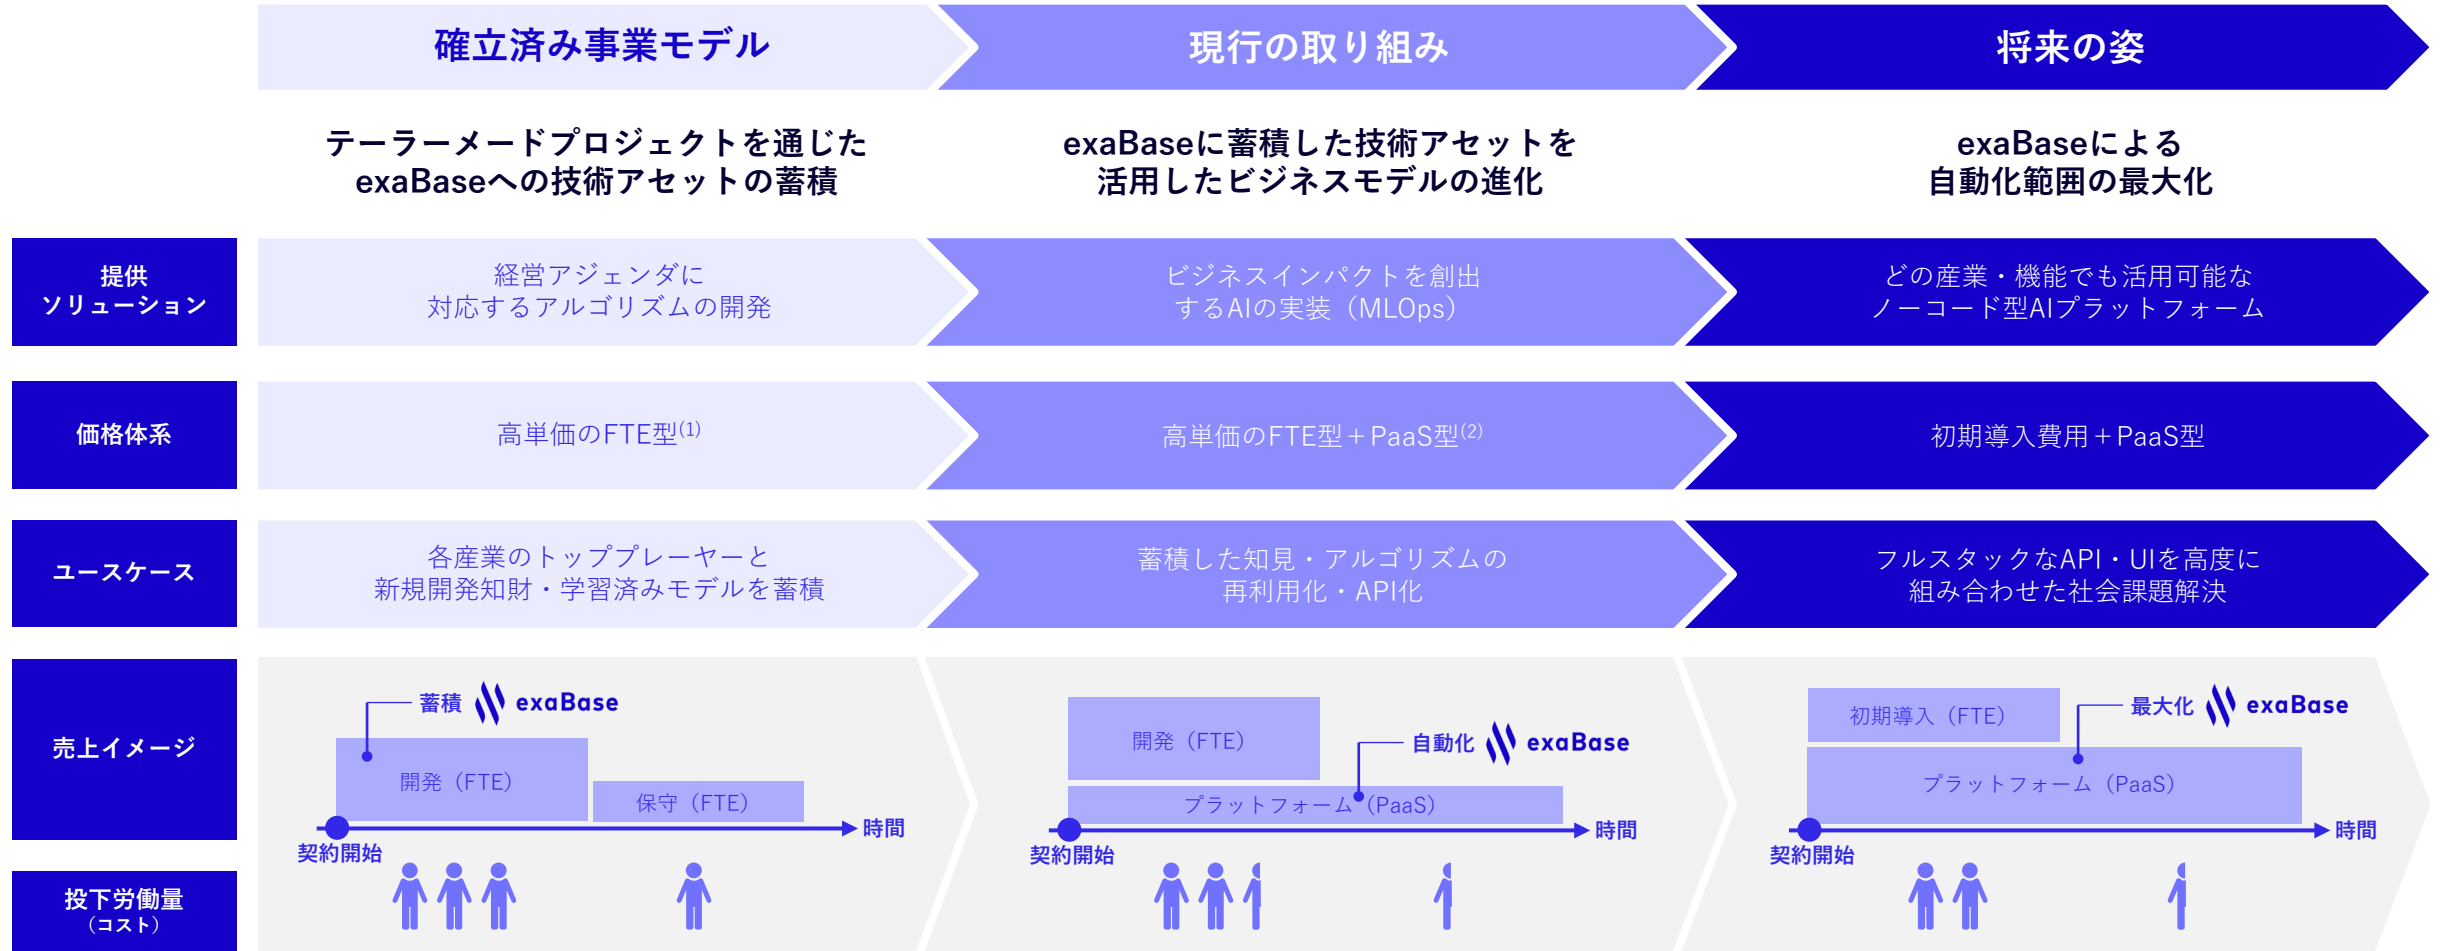 確立済み事業モデル
現行の取り組み
将来の姿
テーラーメードプロジェクトを通じた
exaBaseへの技術アセットの蓄積
exaBaseに蓄積した技術アセットを
活用したビジネスモデルの進化
exaBaseによる
自動化範囲の最大化
提供
ソリューション
経営アジェンダに
対応するアルゴリズムの開発
ビジネスインパクトを創出
するAIの実装（MLOps）
どの産業・機能でも活用可能な
ノーコード型AIプラットフォーム
価格体系
高単価のFTE型(1)
高単価のFTE型＋PaaS型(2)
初期導入費用＋PaaS型
ユースケース
各産業のトッププレーヤーと
新規開発知財・学習済みモデルを蓄積
蓄積した知見・アルゴリズムの
再利用化・API化
フルスタックなAPI・UIを高度に
組み合わせた社会課題解決
売上イメージ
蓄積 exaBase
開発（FTE）
保守（FTE）
時間
契約開始
開発（FTE）
自動化 exaBase
プラットフォーム（PaaS）
時間
契約開始
初期導入（FTE）
最大化 exaBase
プラットフォーム（PaaS）
時間
契約開始
投下労働量
（コスト）